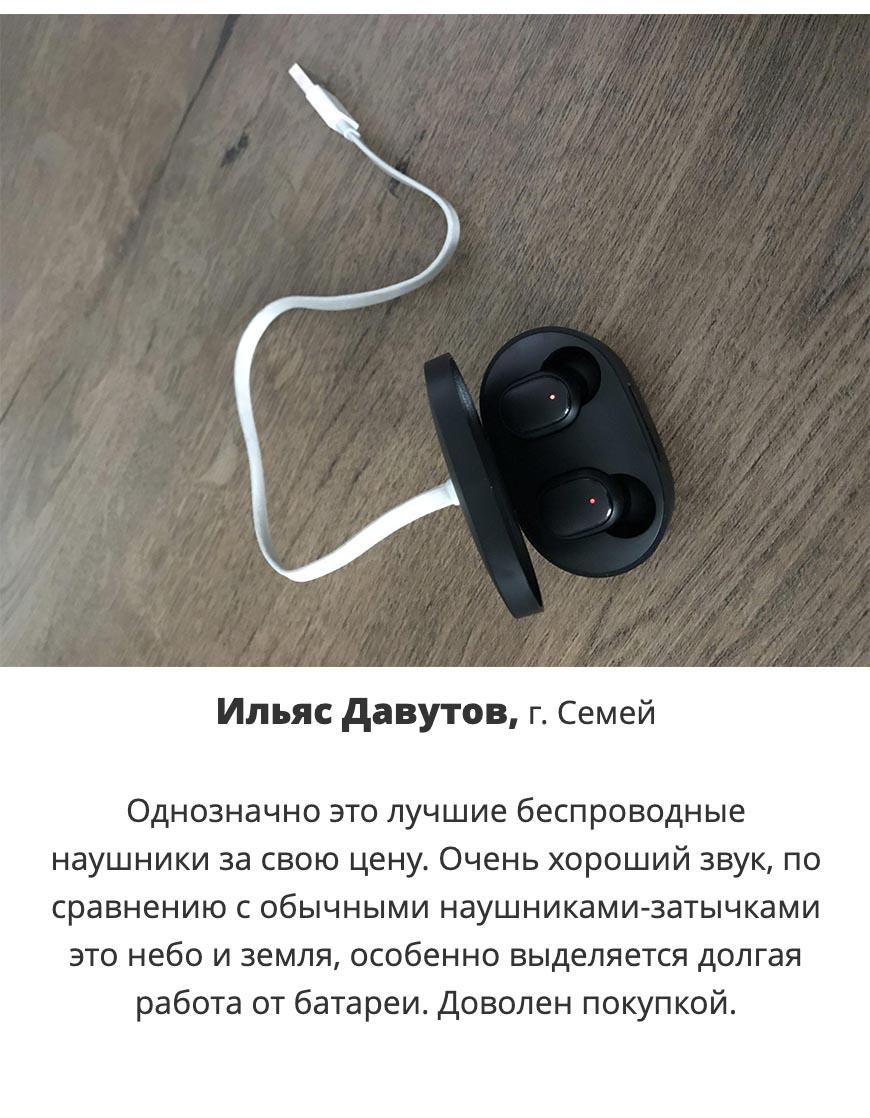 Ильяс Давутов, г. Семей
Однозначно это лучшие беспроводные
наушники за свою цену. Очень хороший звук, по
сравнению с обычными наушниками-затычками
это небо и земля, особенно выделяется долгая
работа от батареи. Доволен покупкой.